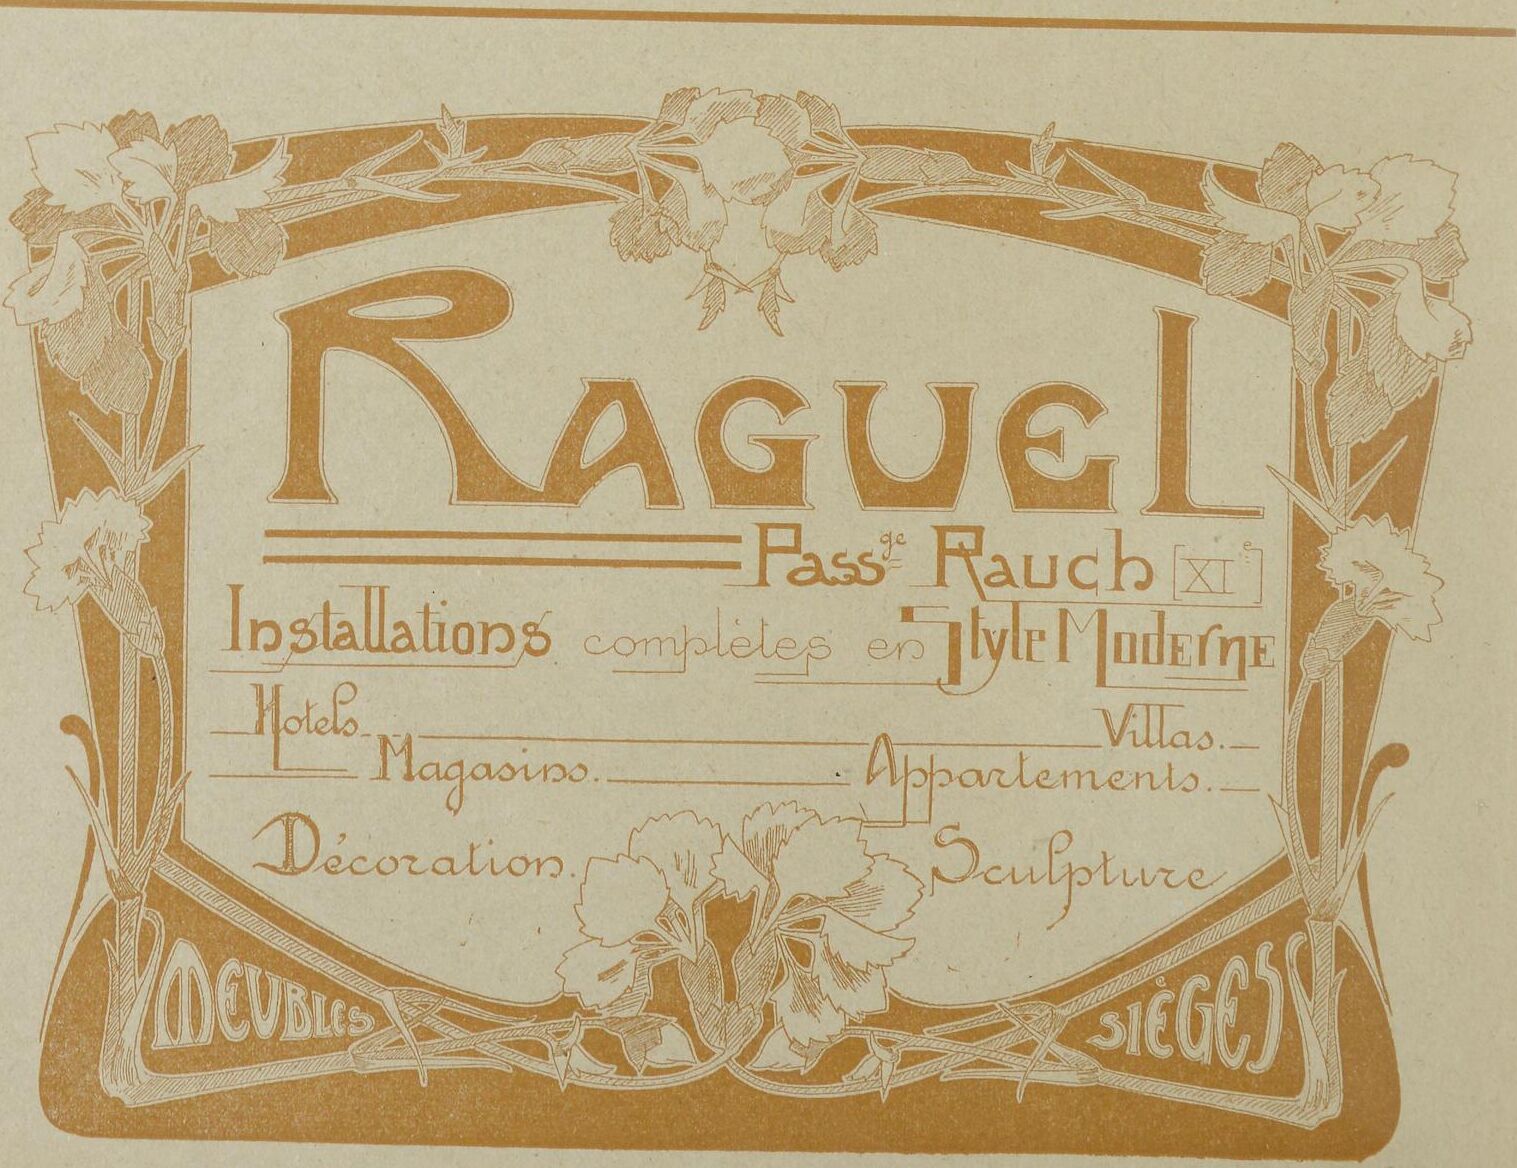 RAGUEL
Passge Rauch [XIe]
Installations complètes en Style Moderne
Hotels. Villas.
Magasins. Appartements.
Décoration. Sculpture
MEUBLES SIÈGES